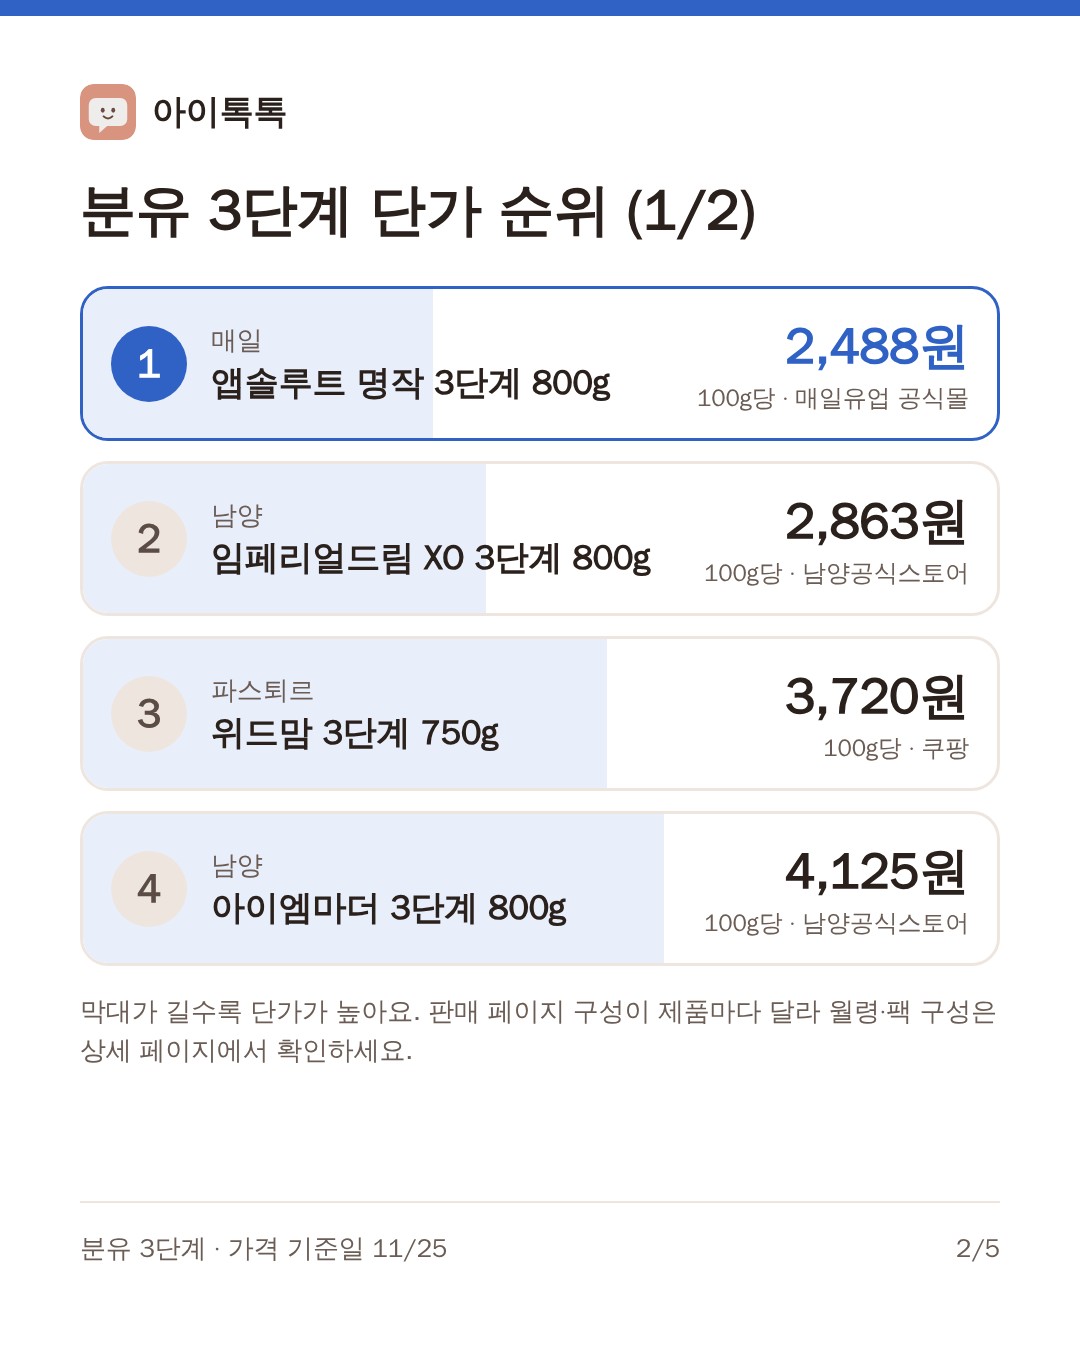 아이톡톡
분유 3단계 단가 순위 (1/2)
1
매일
앱솔루트 명작 3단계 800g
2,488원
100g당 · 매일유업 공식몰
2
남양
임페리얼드림 XO 3단계 800g
2,863원
100g당 · 남양공식스토어
3
파스퇴르
위드맘 3단계 750g
3,720원
100g당 · 쿠팡
4
남양
아이엠마더 3단계 800g
4,125원
100g당 · 남양공식스토어
막대가 길수록 단가가 높아요. 판매 페이지 구성이 제품마다 달라 월령·팩 구성은
상세 페이지에서 확인하세요.
분유 3단계 · 가격 기준일 11/25
2/5